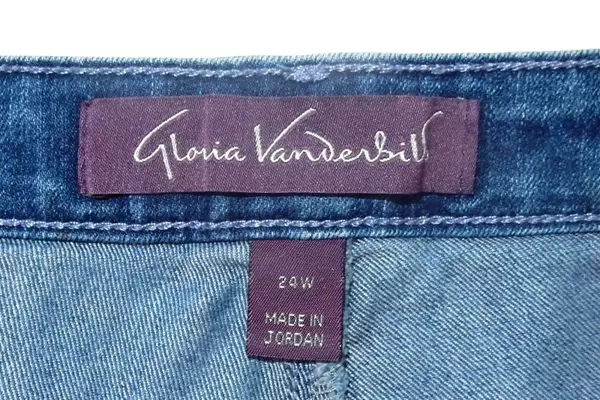 Gloria Vanderbilt
24W
MADE IN
JORDAN